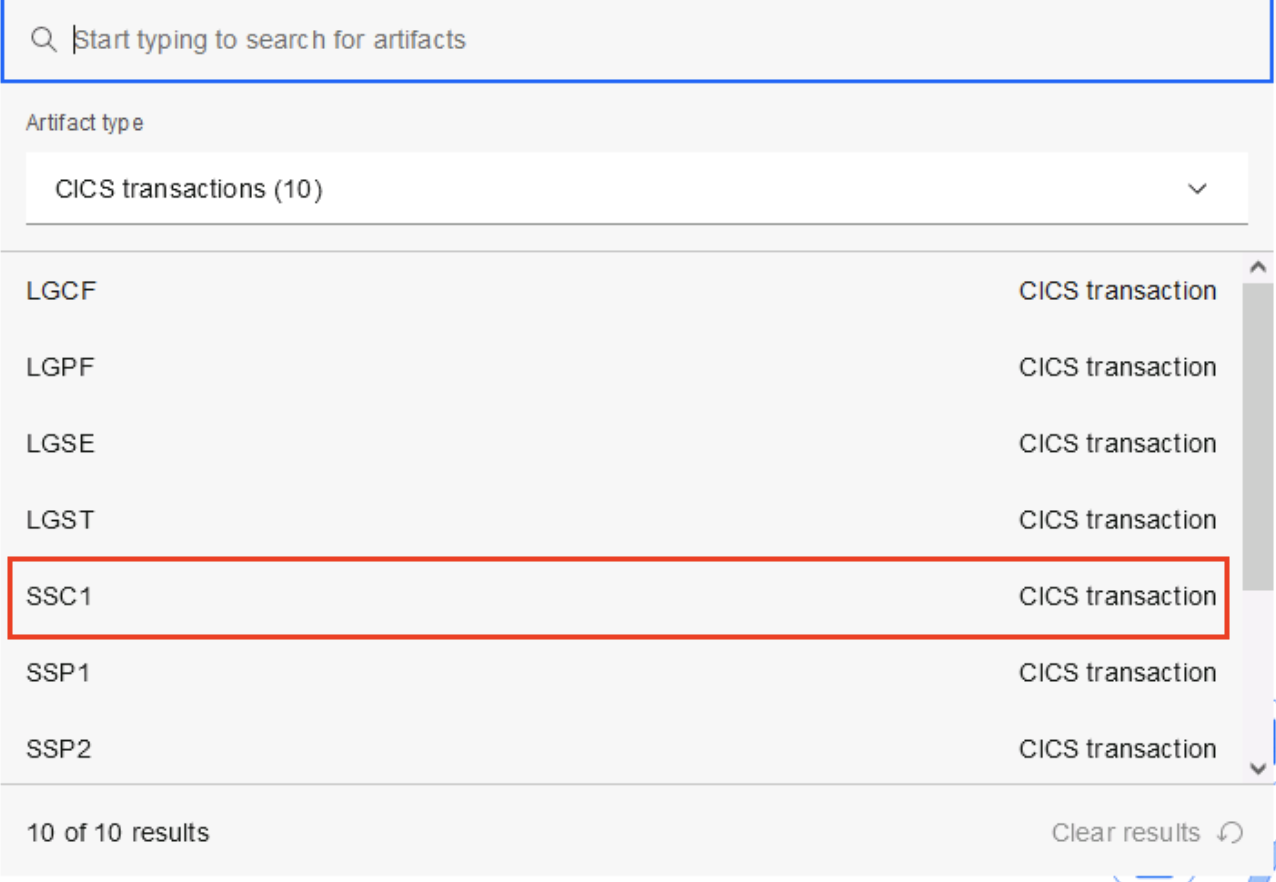 Start typing to search for artifacts
Artifact type
CICS transactions (10)
LGCF CICS transaction
LGPF CICS transaction
LGSE CICS transaction
LGST CICS transaction
SSC1 CICS transaction
SSP1 CICS transaction
SSP2 CICS transaction
10 of 10 results Clear results